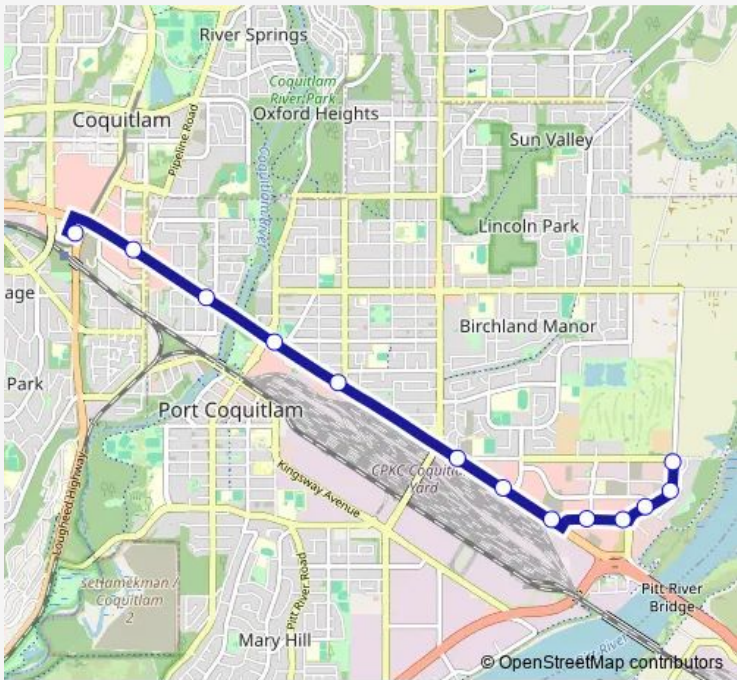 River Springs
Coquitlam
River Park
Oxford Heights
Coquitlam
Pipeline Road
Sun Valley
Coquitlam River
Lincoln Park
age
Birchland Manor
Park
Port Coquitlam
CPKC Coquitlam
Yard
Kingsway Avenue
Lougheed Highway
Pitt River Road
Coquitlam
2
Pitt River
Bridge
Pitt River
Mary Hill
© OpenStreetMap contributors